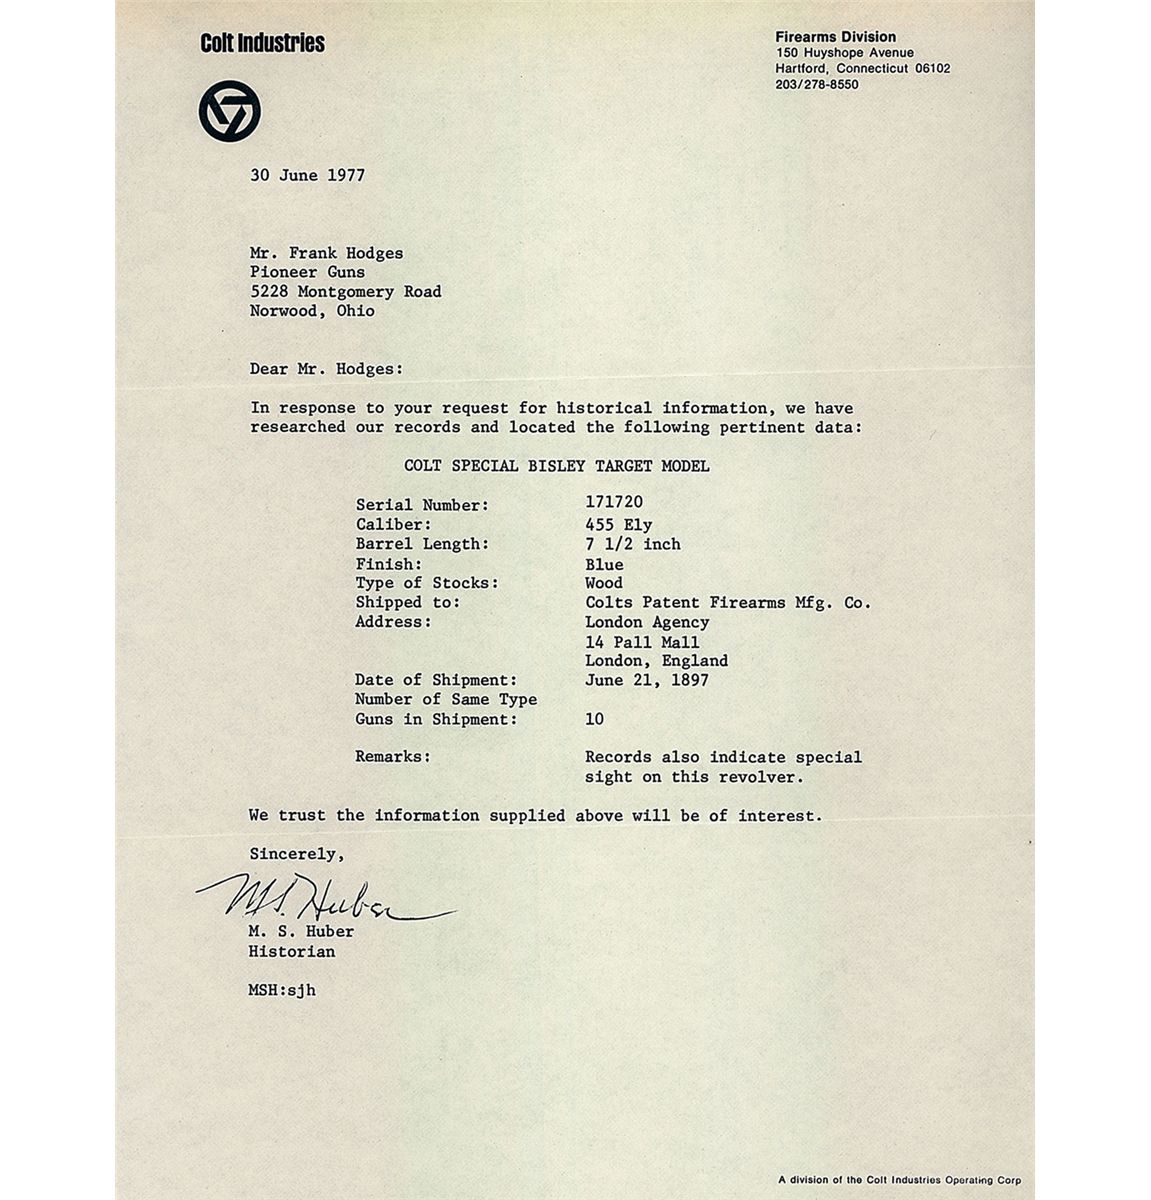 Colt Industries
Firearms Division
150 Huyshope Avenue
Hartford, Connecticut 06102
203/278-8550
30 June 1977
Mr. Frank Hodges
Pioneer Guns
5228 Montgomery Road
Norwood, Ohio
Dear Mr. Hodges:
In response to your request for historical information, we have
researched our records and located the following pertinent data:
COLT SPECIAL BISLEY TARGET MODEL
Serial Number: 171720
Caliber: 455 Ely
Barrel Length: 7 1/2 inch
Finish: Blue
Type of Stocks: Wood
Shipped to: Colts Patent Firearms Mfg. Co.
Address: London Agency
14 Pall Mall
London, England
Date of Shipment: June 21, 1897
Number of Same Type
Guns in Shipment: 10
Remarks: Records also indicate special
sight on this revolver.
We trust the information supplied above will be of interest.
Sincerely,
M. S. Huber
M. S. Huber
Historian
MSH:sjh
A division of the Colt Industries Operating Corp